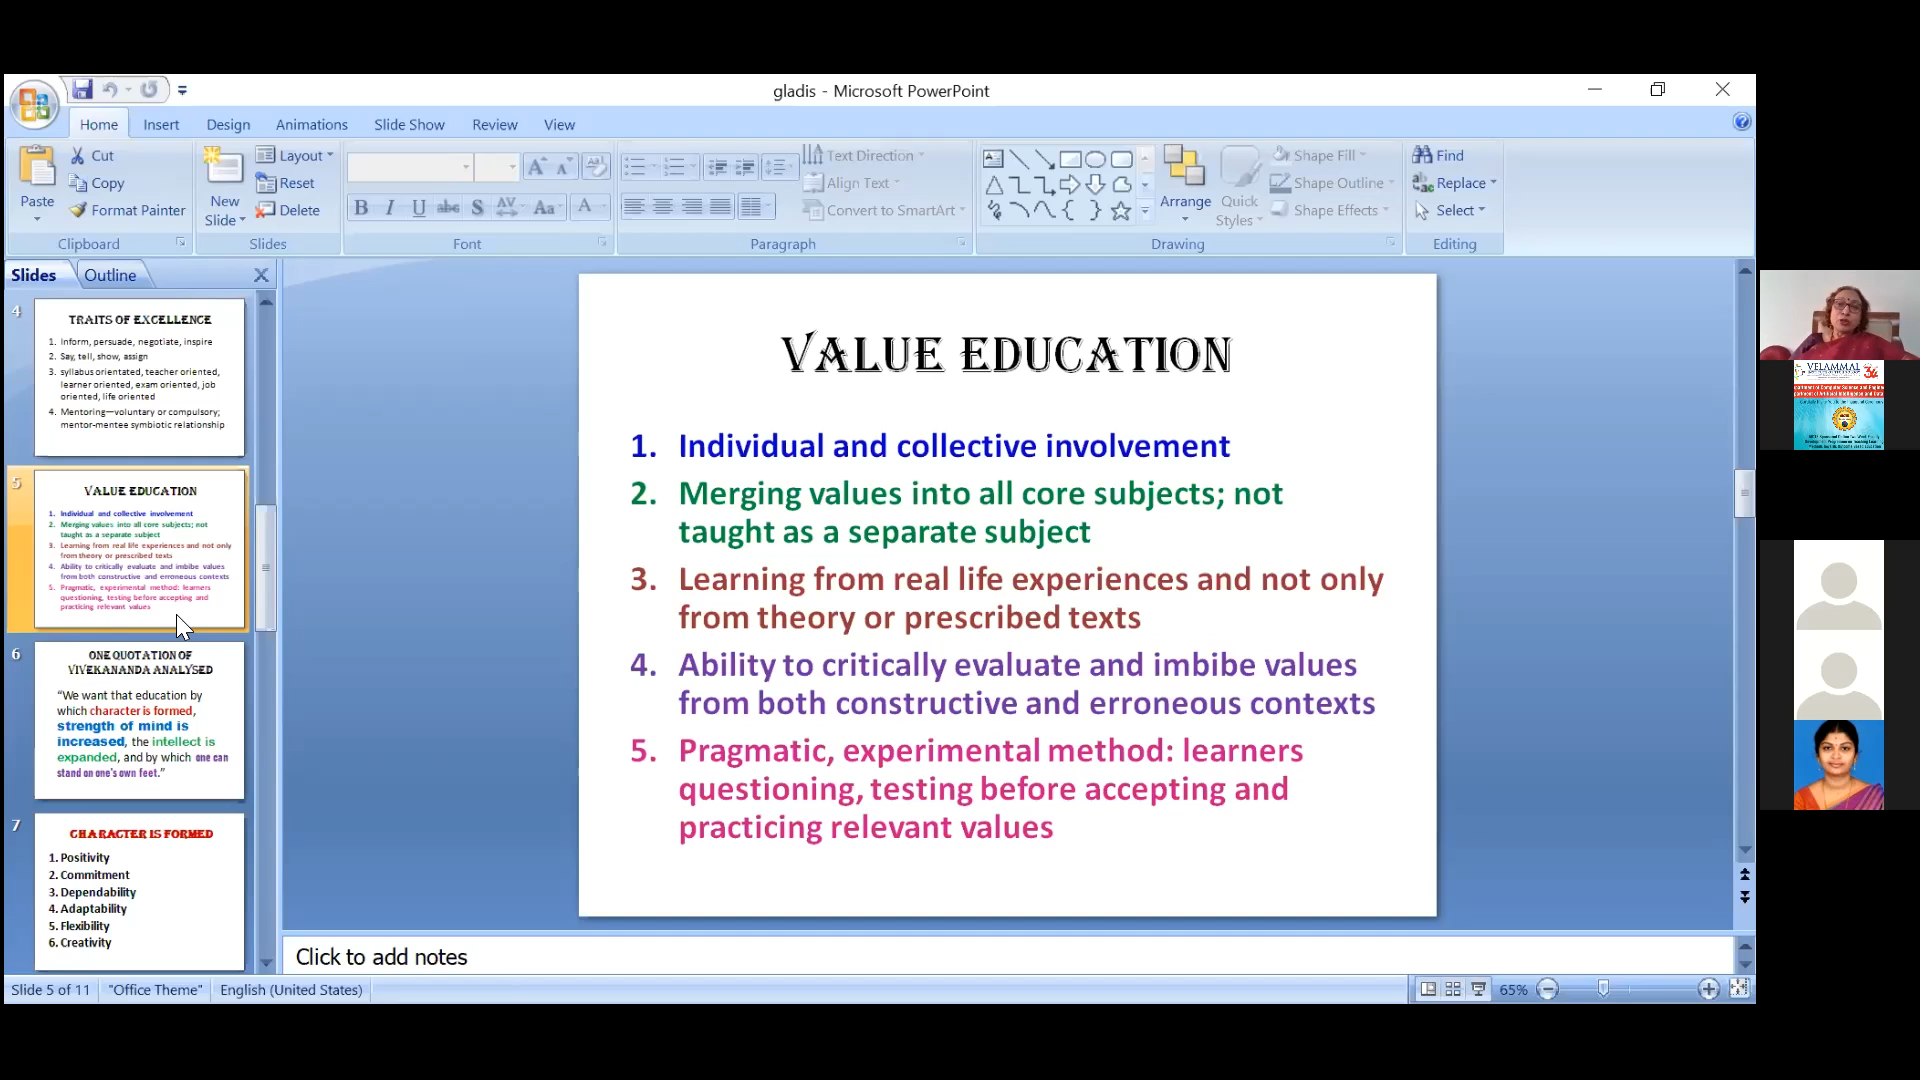 gladis - Microsoft PowerPoint
Home Insert Design Animations Slide Show Review View
Paste
Cut
Copy
Format Painter
Clipboard
New
Slide
Layout
Reset
Delete
Slides
Font
Text Direction
Align Text
Convert to SmartArt
Paragraph
Arrange
Quick
Styles
Shape Fill
Shape Outline
Shape Effects
Drawing
Find
Replace
Select
Editing
Slides Outline
4
TRAITS OF EXCELLENCE
1. Inform, persuade, negotiate, inspire
2. Say, tell, show, assign
3. syllabus orientated, teacher oriented,
learner oriented, exam oriented, job
oriented, life oriented
4. Mentoring—voluntary or compulsory;
mentor-mentee symbiotic relationship
5
VALUE EDUCATION
1. Individual and collective involvement
2. Merging values into all core subjects; not
taught as a separate subject
3. Learning from real life experiences and not only
from theory or prescribed texts
4. Ability to critically evaluate and imbibe values
from both constructive and erroneous contexts
5. Pragmatic, experimental method: learners
questioning, testing before accepting and
practicing relevant values
6
ONE QUOTATION OF
VIVEKANANDA ANALYSED
“We want that education by
which character is formed,
strength of mind is
increased, the intellect is
expanded, and by which one can
stand on one's own feet.”
7
CHARACTER IS FORMED
1. Positivity
2. Commitment
3. Dependability
4. Adaptability
5. Flexibility
6. Creativity
VALUE EDUCATION
1. Individual and collective involvement
2. Merging values into all core subjects; not
taught as a separate subject
3. Learning from real life experiences and not only
from theory or prescribed texts
4. Ability to critically evaluate and imbibe values
from both constructive and erroneous contexts
5. Pragmatic, experimental method: learners
questioning, testing before accepting and
practicing relevant values
Click to add notes
Slide 5 of 11 "Office Theme" English (United States) 65%
VELAMMAL